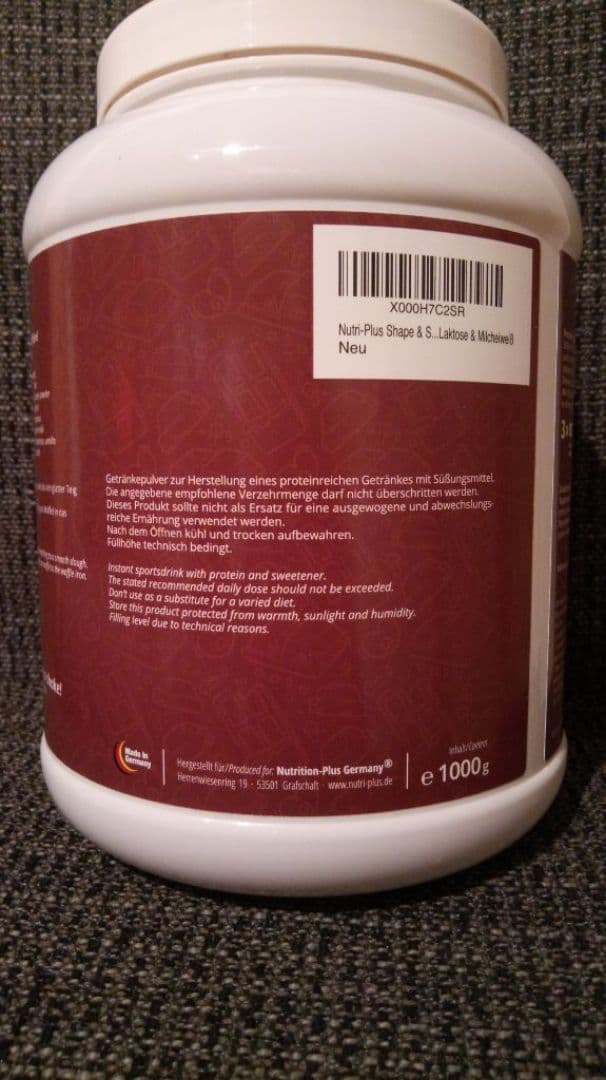 X000H7C2SR
Nutri-Plus Shape & S...Laktose & Milcheiweiß
Neu
Getränkepulver zur Herstellung eines proteinreichen Getränkes mit Süßungsmittel.
Die angegebene empfohlene Verzehrmenge darf nicht überschritten werden.
Dieses Produkt sollte nicht als Ersatz für eine ausgewogene und abwechslungs-
reiche Ernährung verwendet werden.
Nach dem Öffnen kühl und trocken aufbewahren.
Füllhöhe technisch bedingt.
Instant sportsdrink with protein and sweetener.
The stated recommended daily dose should not be exceeded.
Don't use as a substitute for a varied diet.
Store this product protected from warmth, sunlight and humidity.
Filling level due to technical reasons.
Made in
Germany
Hergestellt für/Produced for: Nutrition-Plus Germany®
Herrenwiesenring 19 · 53501 Grafschaft · www.nutri-plus.de
Inhalt/Content
e 1000g